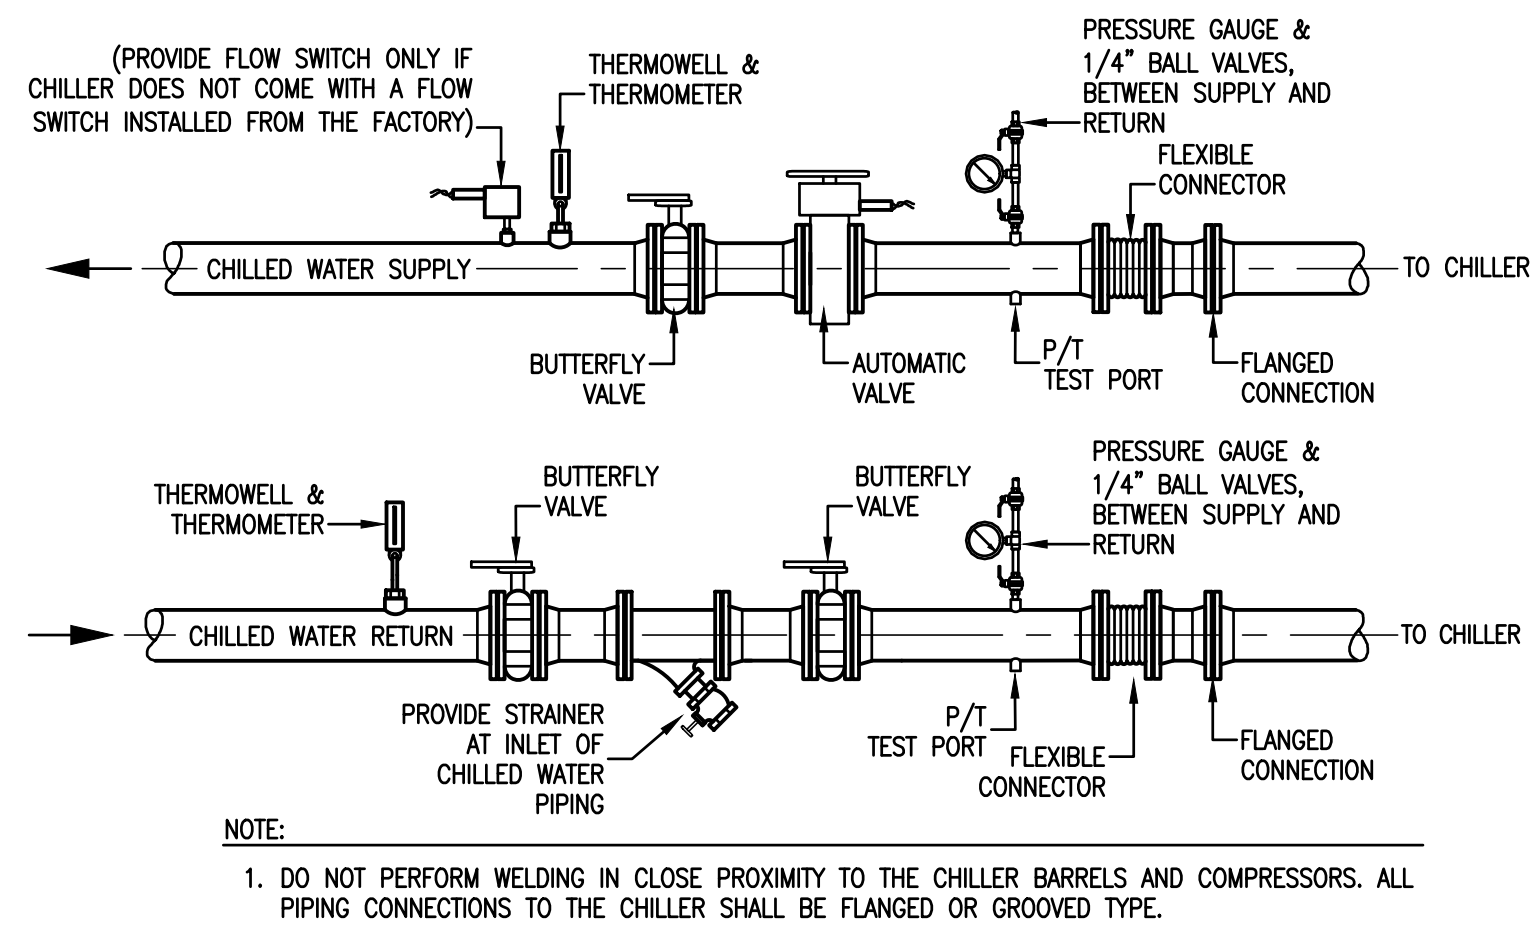 (PROVIDE FLOW SWITCH ONLY IF
CHILLER DOES NOT COME WITH A FLOW
SWITCH INSTALLED FROM THE FACTORY)
THERMOWELL &
THERMOMETER
PRESSURE GAUGE &
1/4" BALL VALVES,
BETWEEN SUPPLY AND
RETURN
FLEXIBLE
CONNECTOR
CHILLED WATER SUPPLY
TO CHILLER
BUTTERFLY
VALVE
AUTOMATIC
VALVE
P/T
TEST PORT
FLANGED
CONNECTION
THERMOWELL &
THERMOMETER
BUTTERFLY
VALVE
BUTTERFLY
VALVE
PRESSURE GAUGE &
1/4" BALL VALVES,
BETWEEN SUPPLY AND
RETURN
CHILLED WATER RETURN
TO CHILLER
PROVIDE STRAINER
AT INLET OF
CHILLED WATER
PIPING
P/T
TEST PORT
FLEXIBLE
CONNECTOR
FLANGED
CONNECTION
NOTE:
1. DO NOT PERFORM WELDING IN CLOSE PROXIMITY TO THE CHILLER BARRELS AND COMPRESSORS. ALL
PIPING CONNECTIONS TO THE CHILLER SHALL BE FLANGED OR GROOVED TYPE.